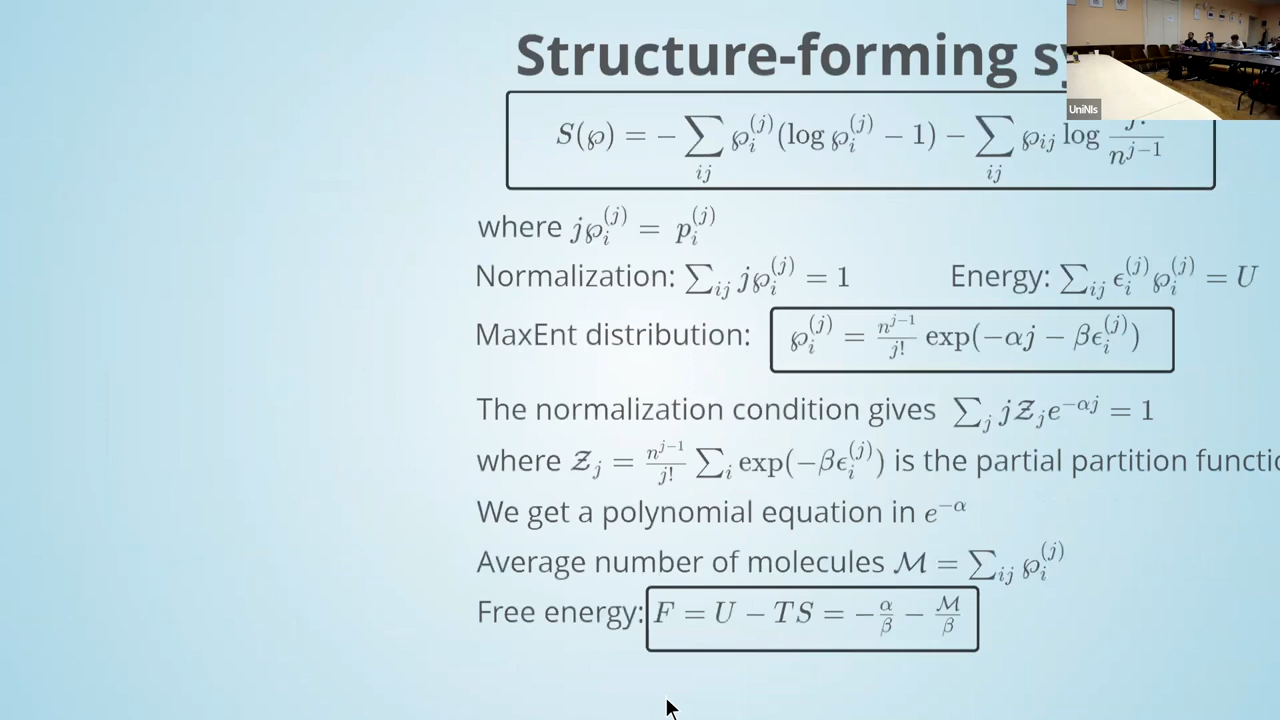 Structure-forming
S(℘) = − ∑_{ij} ℘_i^{(j)} (log ℘_i^{(j)} − 1) − ∑_{ij} ℘_{ij} log j!/n^{j−1}
UniNIs
where j℘_i^{(j)} = p_i^{(j)}
Normalization: ∑_{ij} j℘_i^{(j)} = 1 Energy: ∑_{ij} ϵ_i^{(j)} ℘_i^{(j)} = U
MaxEnt distribution: ℘_i^{(j)} = n^{j−1}/j! exp(−αj − βϵ_i^{(j)})
The normalization condition gives ∑_j j𝒵_j e^{−αj} = 1
where 𝒵_j = n^{j−1}/j! ∑_i exp(−βϵ_i^{(j)}) is the partial partition functio
We get a polynomial equation in e^{−α}
Average number of molecules ℳ = ∑_{ij} ℘_i^{(j)}
Free energy: F = U − TS = −α/β − ℳ/β